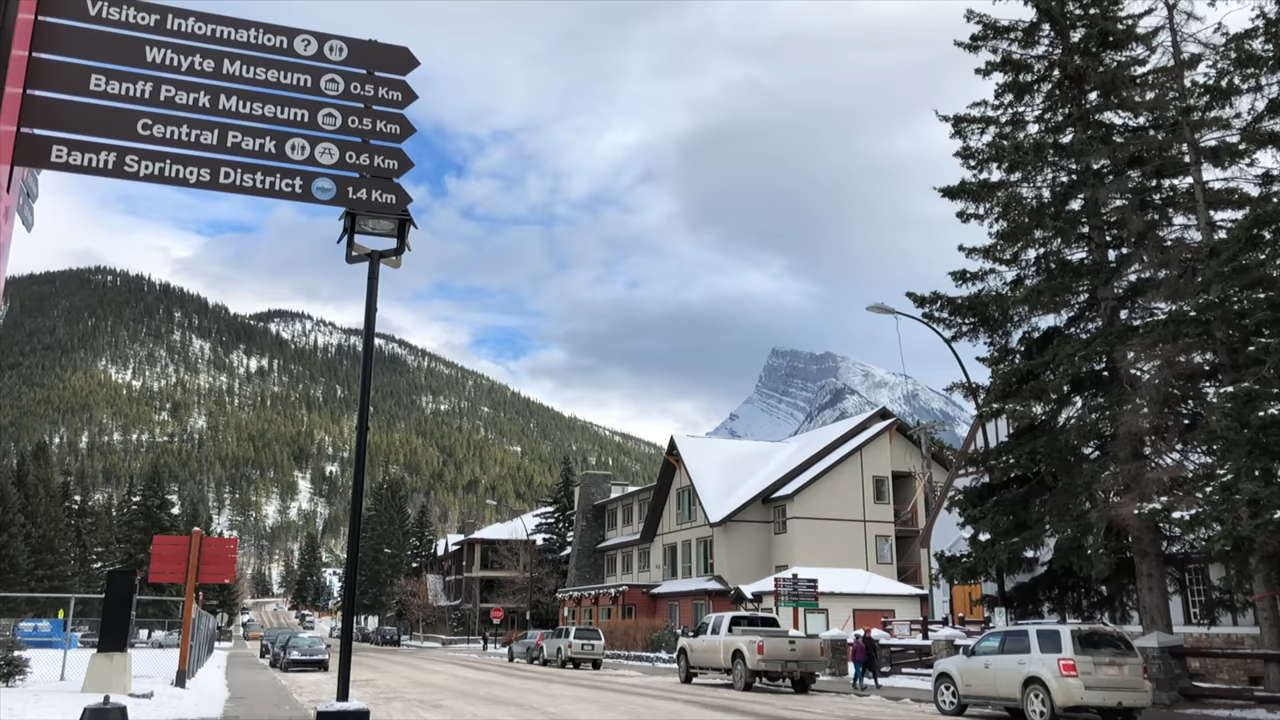 Visitor Information ?
Whyte Museum 0.5 Km
Banff Park Museum 0.5 Km
Central Park 0.6 Km
Banff Springs District 1.4 Km
STOP